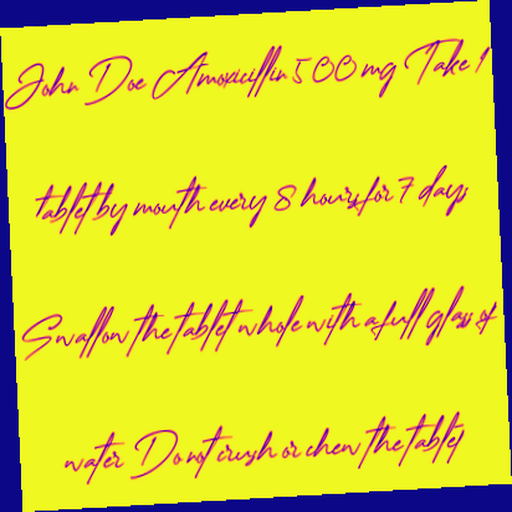 John Doe Amoxicillin 500 mg Take 1
tablet by mouth every 8 hours for 7 days
Swallow the tablet whole with a full glass of
water Do not crush or chew the tablet